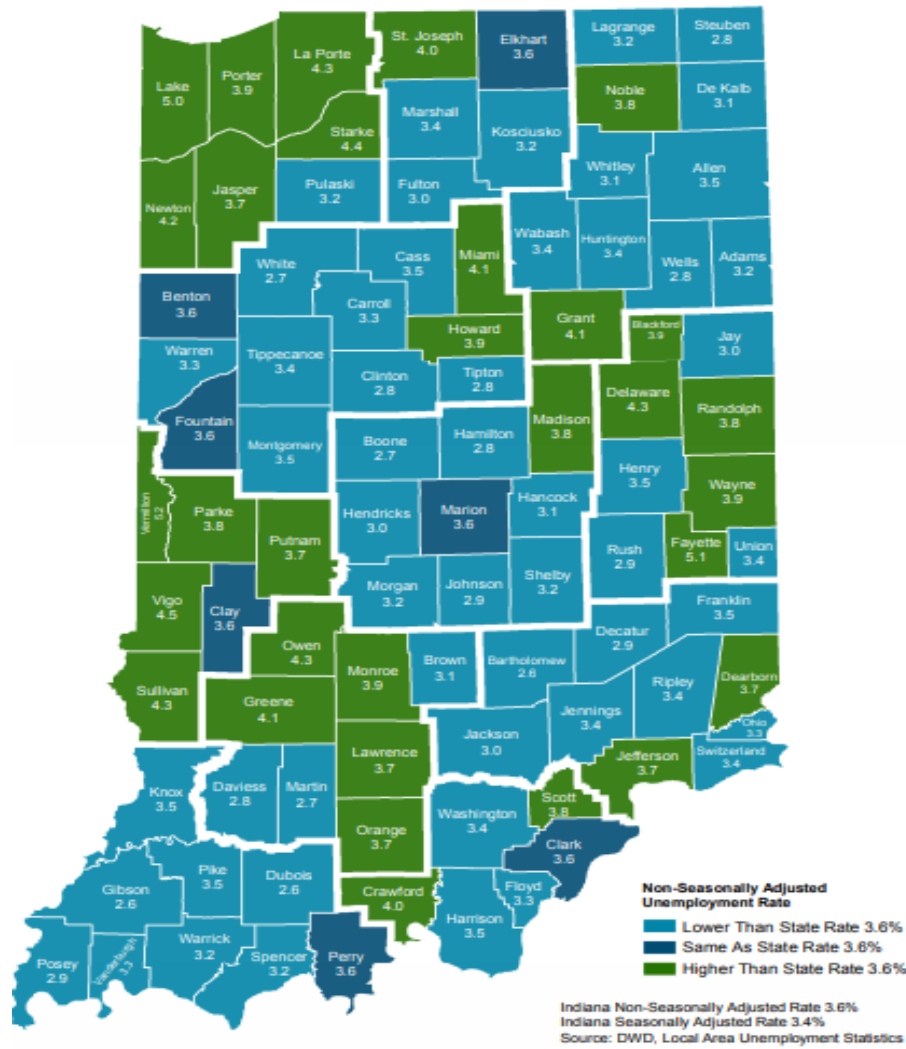 Lake
5.0
Porter
3.9
La Porte
4.3
St. Joseph
4.0
Elkhart
3.6
Lagrange
3.2
Steuben
2.8
Noble
3.8
De Kalb
3.1
Starke
4.4
Marshall
3.4
Kosciusko
3.2
Whitley
3.1
Allen
3.5
Newton
4.2
Jasper
3.7
Pulaski
3.2
Fulton
3.0
Wabash
3.4
Huntington
3.4
Wells
2.8
Adams
3.2
White
2.7
Cass
3.5
Miami
4.1
Benton
3.6
Carroll
3.3
Howard
3.9
Grant
4.1
Blackford
3.9
Jay
3.0
Warren
3.3
Tippecanoe
3.4
Clinton
2.8
Tipton
2.8
Fountain
3.6
Montgomery
3.5
Boone
2.7
Hamilton
2.8
Madison
3.8
Delaware
4.3
Randolph
3.8
Henry
3.5
Wayne
3.9
Vermillion
5.2
Parke
3.8
Putnam
3.7
Hendricks
3.0
Marion
3.6
Hancock
3.1
Rush
2.9
Fayette
5.1
Union
3.4
Vigo
4.5
Clay
3.6
Morgan
3.2
Johnson
2.9
Shelby
3.2
Franklin
3.5
Owen
4.3
Monroe
3.9
Brown
3.1
Bartholomew
2.6
Decatur
2.9
Ripley
3.4
Dearborn
3.7
Sullivan
4.3
Greene
4.1
Jackson
3.0
Jennings
3.4
Ohio
3.3
Switzerland
3.4
Jefferson
3.7
Lawrence
3.7
Knox
3.5
Daviess
2.8
Martin
2.7
Orange
3.7
Washington
3.4
Scott
3.8
Clark
3.6
Gibson
2.6
Pike
3.5
Dubois
2.6
Crawford
4.0
Harrison
3.5
Floyd
3.3
Posey
2.9
Vanderburgh
3.3
Warrick
3.2
Spencer
3.2
Perry
3.6
Non-Seasonally Adjusted
Unemployment Rate
Lower Than State Rate 3.6%
Same As State Rate 3.6%
Higher Than State Rate 3.6%
Indiana Non-Seasonally Adjusted Rate 3.6%
Indiana Seasonally Adjusted Rate 3.4%
Source: DWD, Local Area Unemployment Statistics